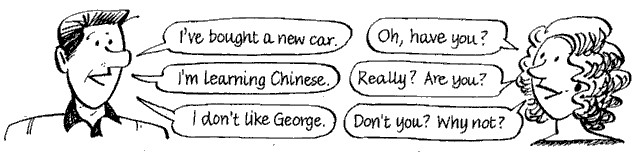 I've bought a new car.
Oh, have you?
I'm learning Chinese.
Really? Are you?
I don't like George.
Don't you? Why not?